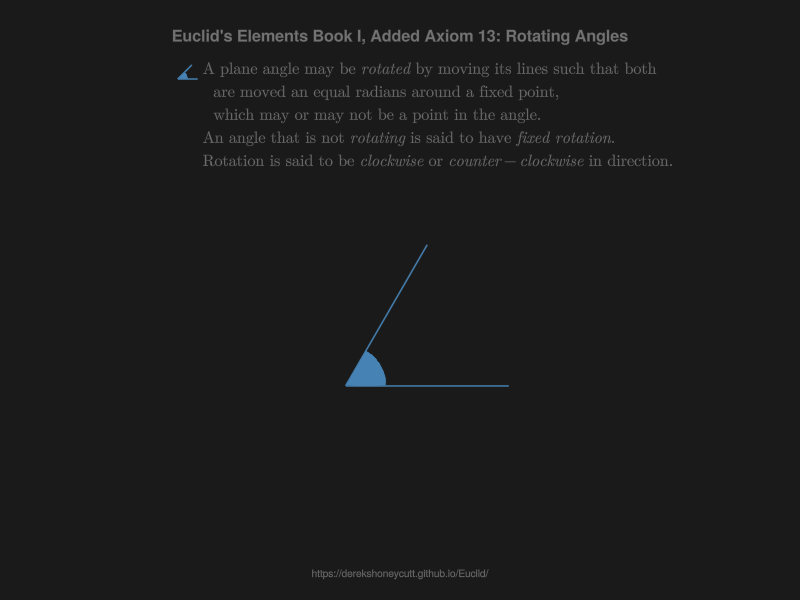 Euclid's Elements Book I, Added Axiom 13: Rotating Angles
A plane angle may be rotated by moving its lines such that both
are moved an equal radians around a fixed point,
which may or may not be a point in the angle.
An angle that is not rotating is said to have fixed rotation.
Rotation is said to be clockwise or counter − clockwise in direction.
https://derekshoneycutt.github.io/Euclid/